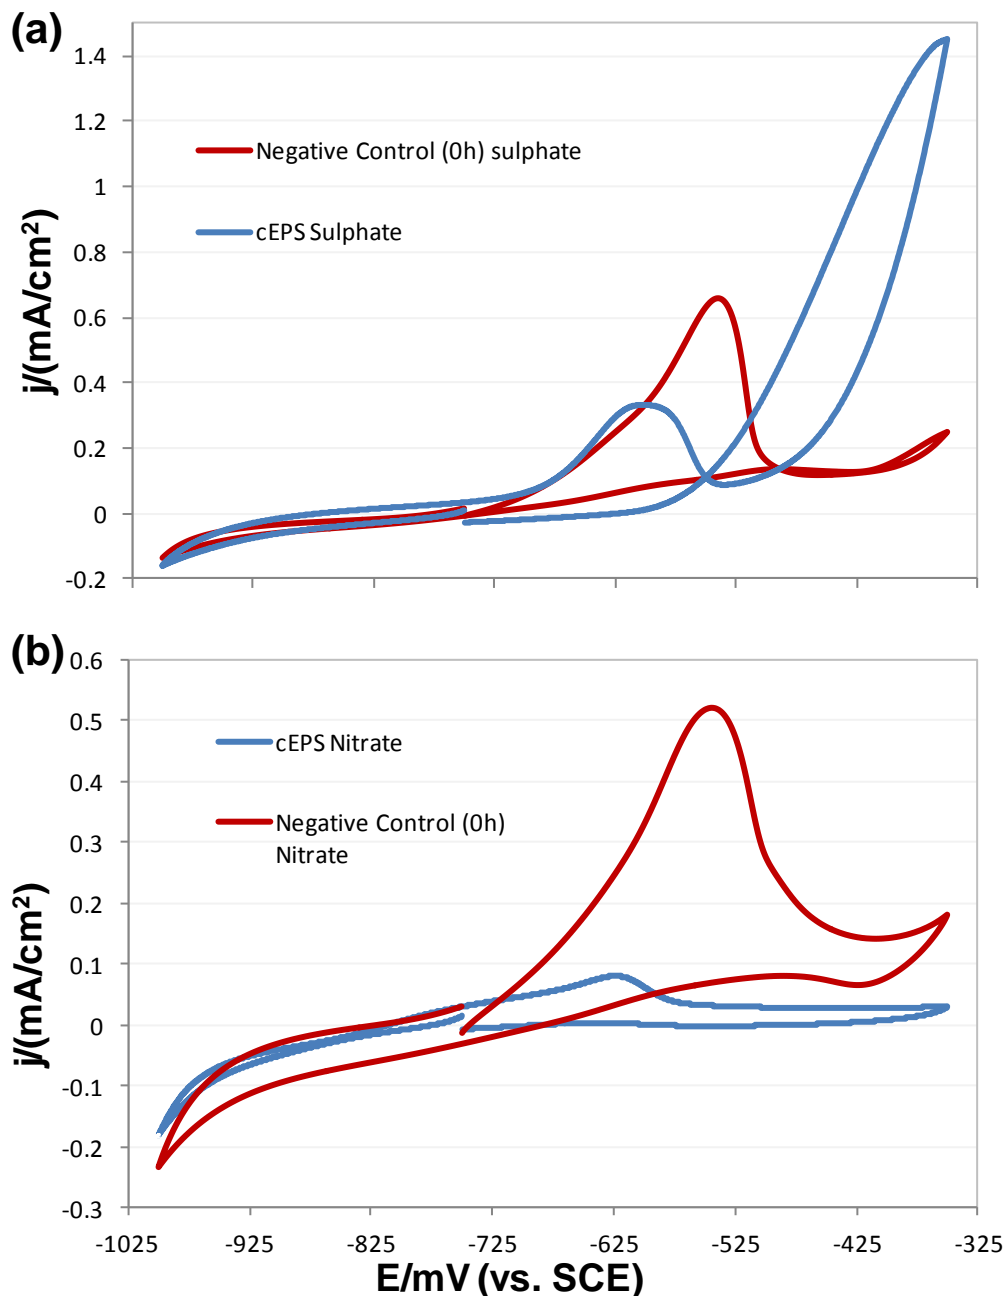 (a)
1.4
1.2
1
0.8
0.6
0.4
0.2
0
-0.2
j/(mA/cm²)
Negative Control (0h) sulphate
cEPS Sulphate
(b)
0.6
0.5
0.4
0.3
0.2
0.1
0
-0.1
-0.2
-0.3
j/(mA/cm²)
cEPS Nitrate
Negative Control (0h)
Nitrate
-1025 -925 -825 -725 -625 -525 -425 -325
E/mV (vs. SCE)